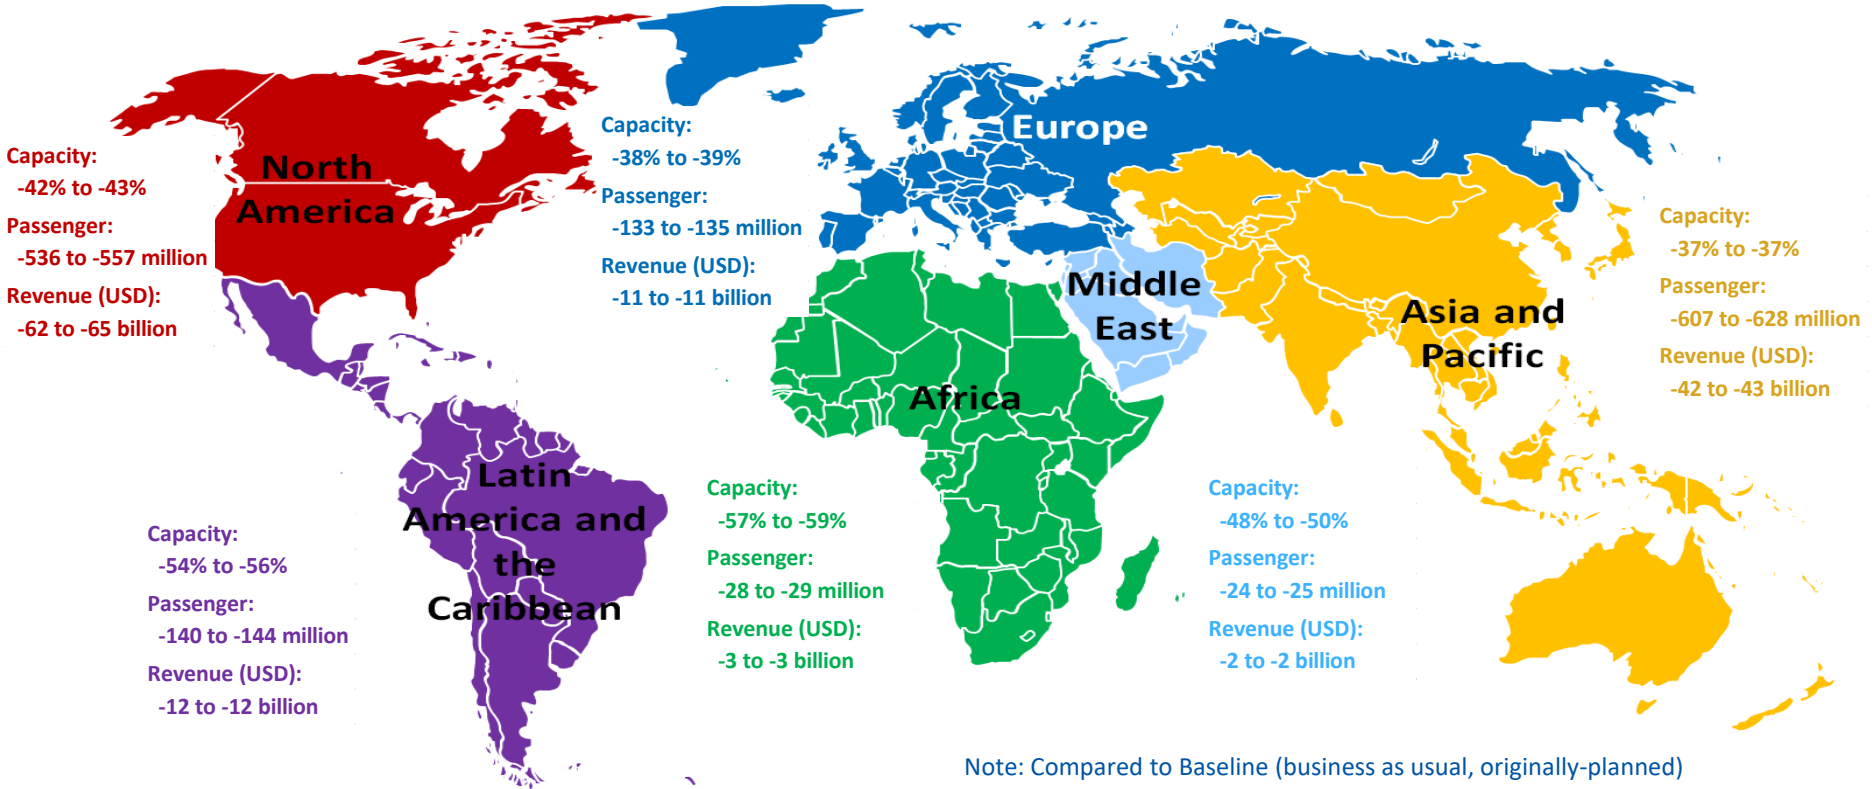 North
America
Capacity:
-42% to -43%
Passenger:
-536 to -557 million
Revenue (USD):
-62 to -65 billion
Capacity:
-38% to -39%
Passenger:
-133 to -135 million
Revenue (USD):
-11 to -11 billion
Europe
Middle
East
Asia and
Pacific
Capacity:
-37% to -37%
Passenger:
-607 to -628 million
Revenue (USD):
-42 to -43 billion
Africa
Latin
America and
the
Caribbean
Capacity:
-54% to -56%
Passenger:
-140 to -144 million
Revenue (USD):
-12 to -12 billion
Capacity:
-57% to -59%
Passenger:
-28 to -29 million
Revenue (USD):
-3 to -3 billion
Capacity:
-48% to -50%
Passenger:
-24 to -25 million
Revenue (USD):
-2 to -2 billion
Note: Compared to Baseline (business as usual, originally-planned)